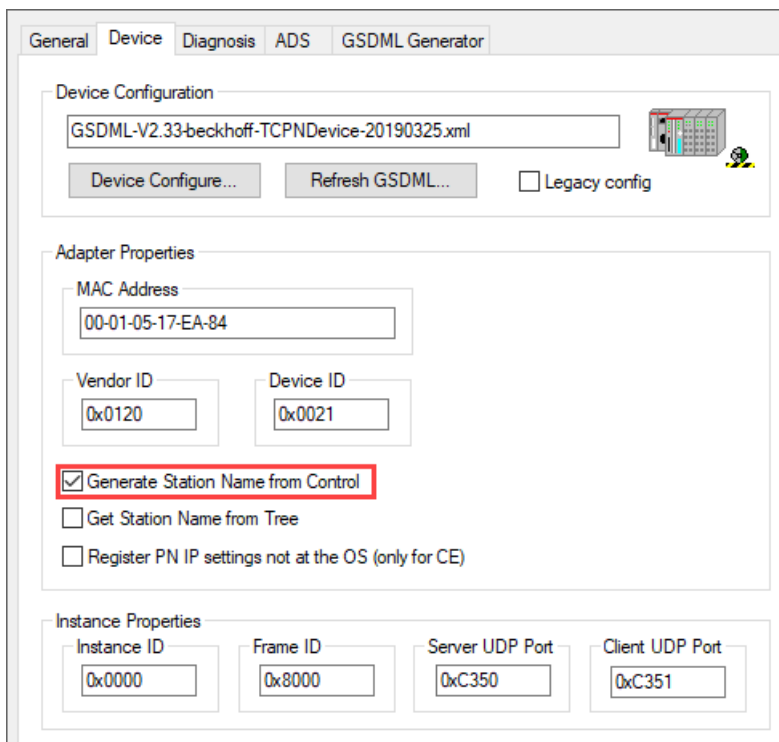 General Device Diagnosis ADS GSDML Generator
Device Configuration
GSDML-V2.33-beckhoff-TCPNDevice-20190325.xml
Device Configure... Refresh GSDML... Legacy config
Adapter Properties
MAC Address
00-01-05-17-EA-84
Vendor ID Device ID
0x0120 0x0021
Generate Station Name from Control
Get Station Name from Tree
Register PN IP settings not at the OS (only for CE)
Instance Properties
Instance ID Frame ID Server UDP Port Client UDP Port
0x0000 0x8000 0xC350 0xC351